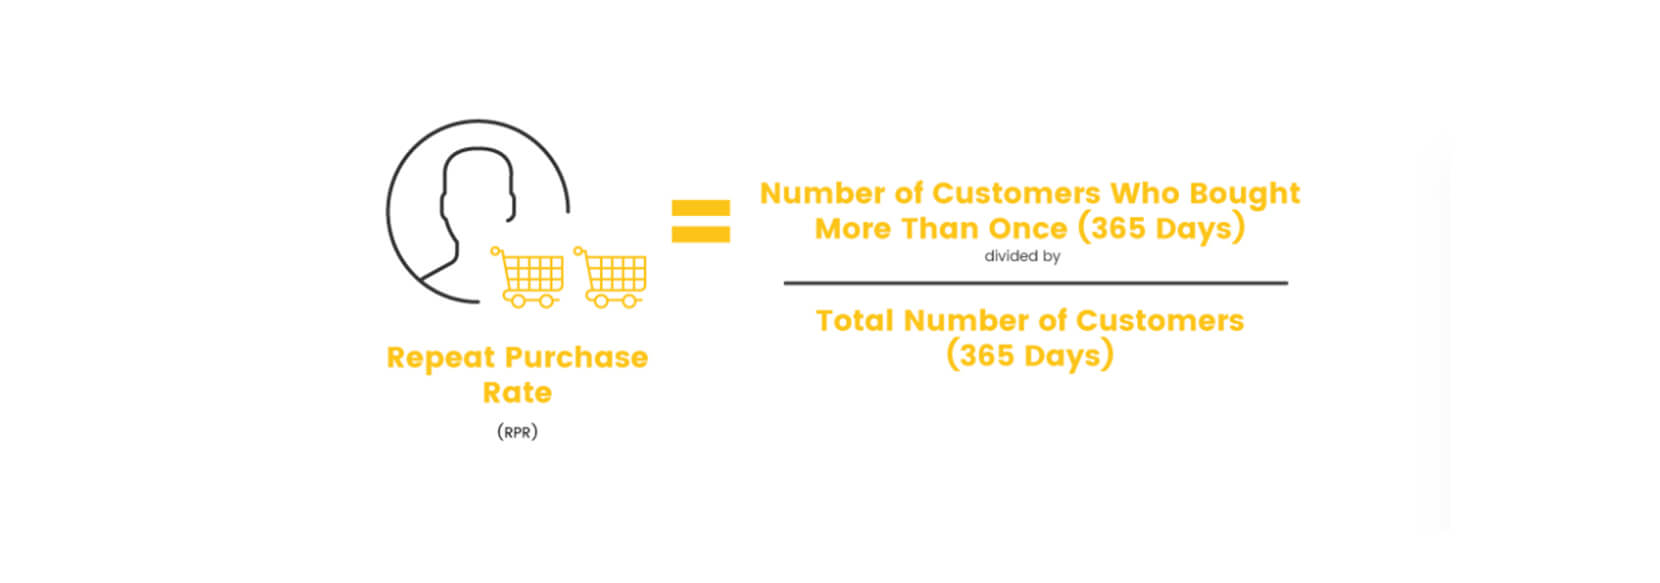 Repeat Purchase
Rate
(RPR)
Number of Customers Who Bought
More Than Once (365 Days)
divided by
Total Number of Customers
(365 Days)